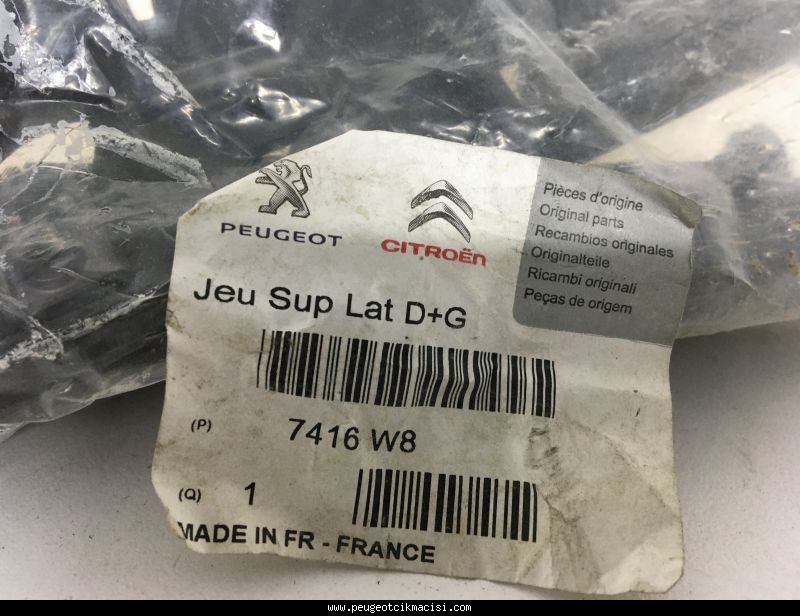 PEUGEOT
CITROËN
Pièces d'origine
Original parts
Recambios originales
Originalteile
Ricambi originali
Peças de origem
Jeu Sup Lat D+G
(P) 7416 W8
(Q) 1
MADE IN FR - FRANCE
www.peugeotcikmacisi.com